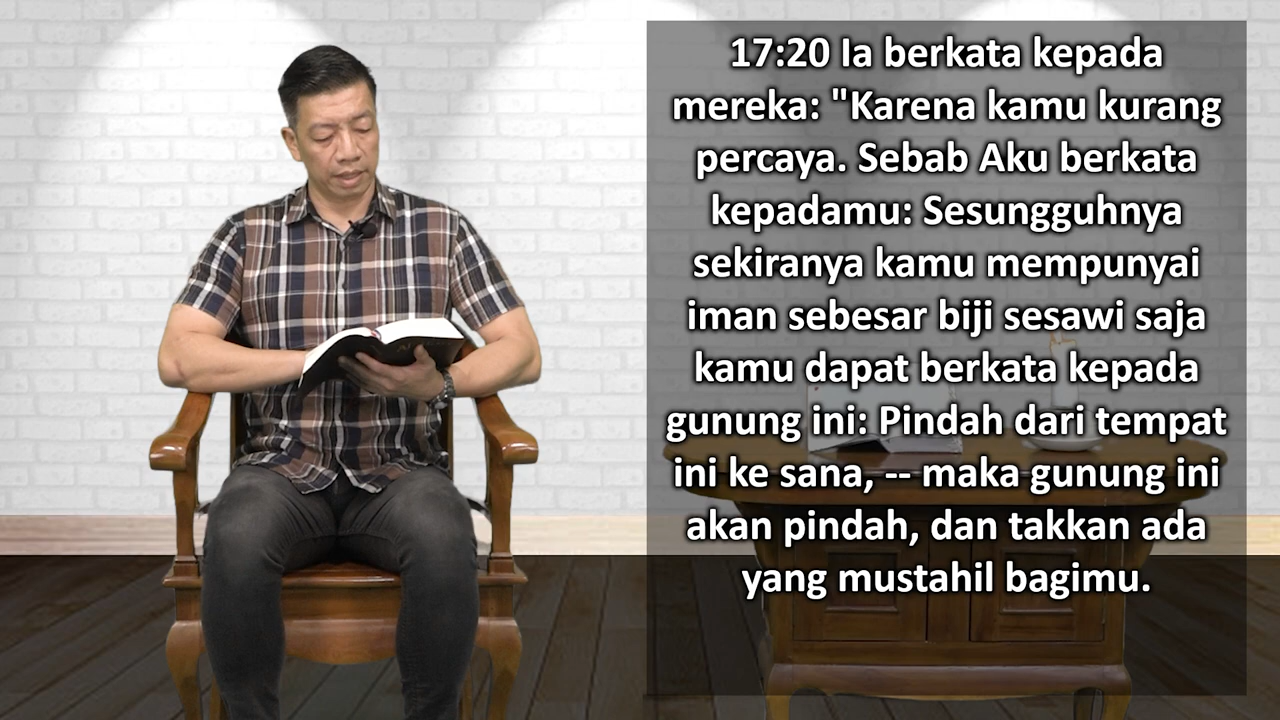 17:20 Ia berkata kepada
mereka: "Karena kamu kurang
percaya. Sebab Aku berkata
kepadamu: Sesungguhnya
sekiranya kamu mempunyai
iman sebesar biji sesawi saja
kamu dapat berkata kepada
gunung ini: Pindah dari tempat
ini ke sana, -- maka gunung ini
akan pindah, dan takkan ada
yang mustahil bagimu.